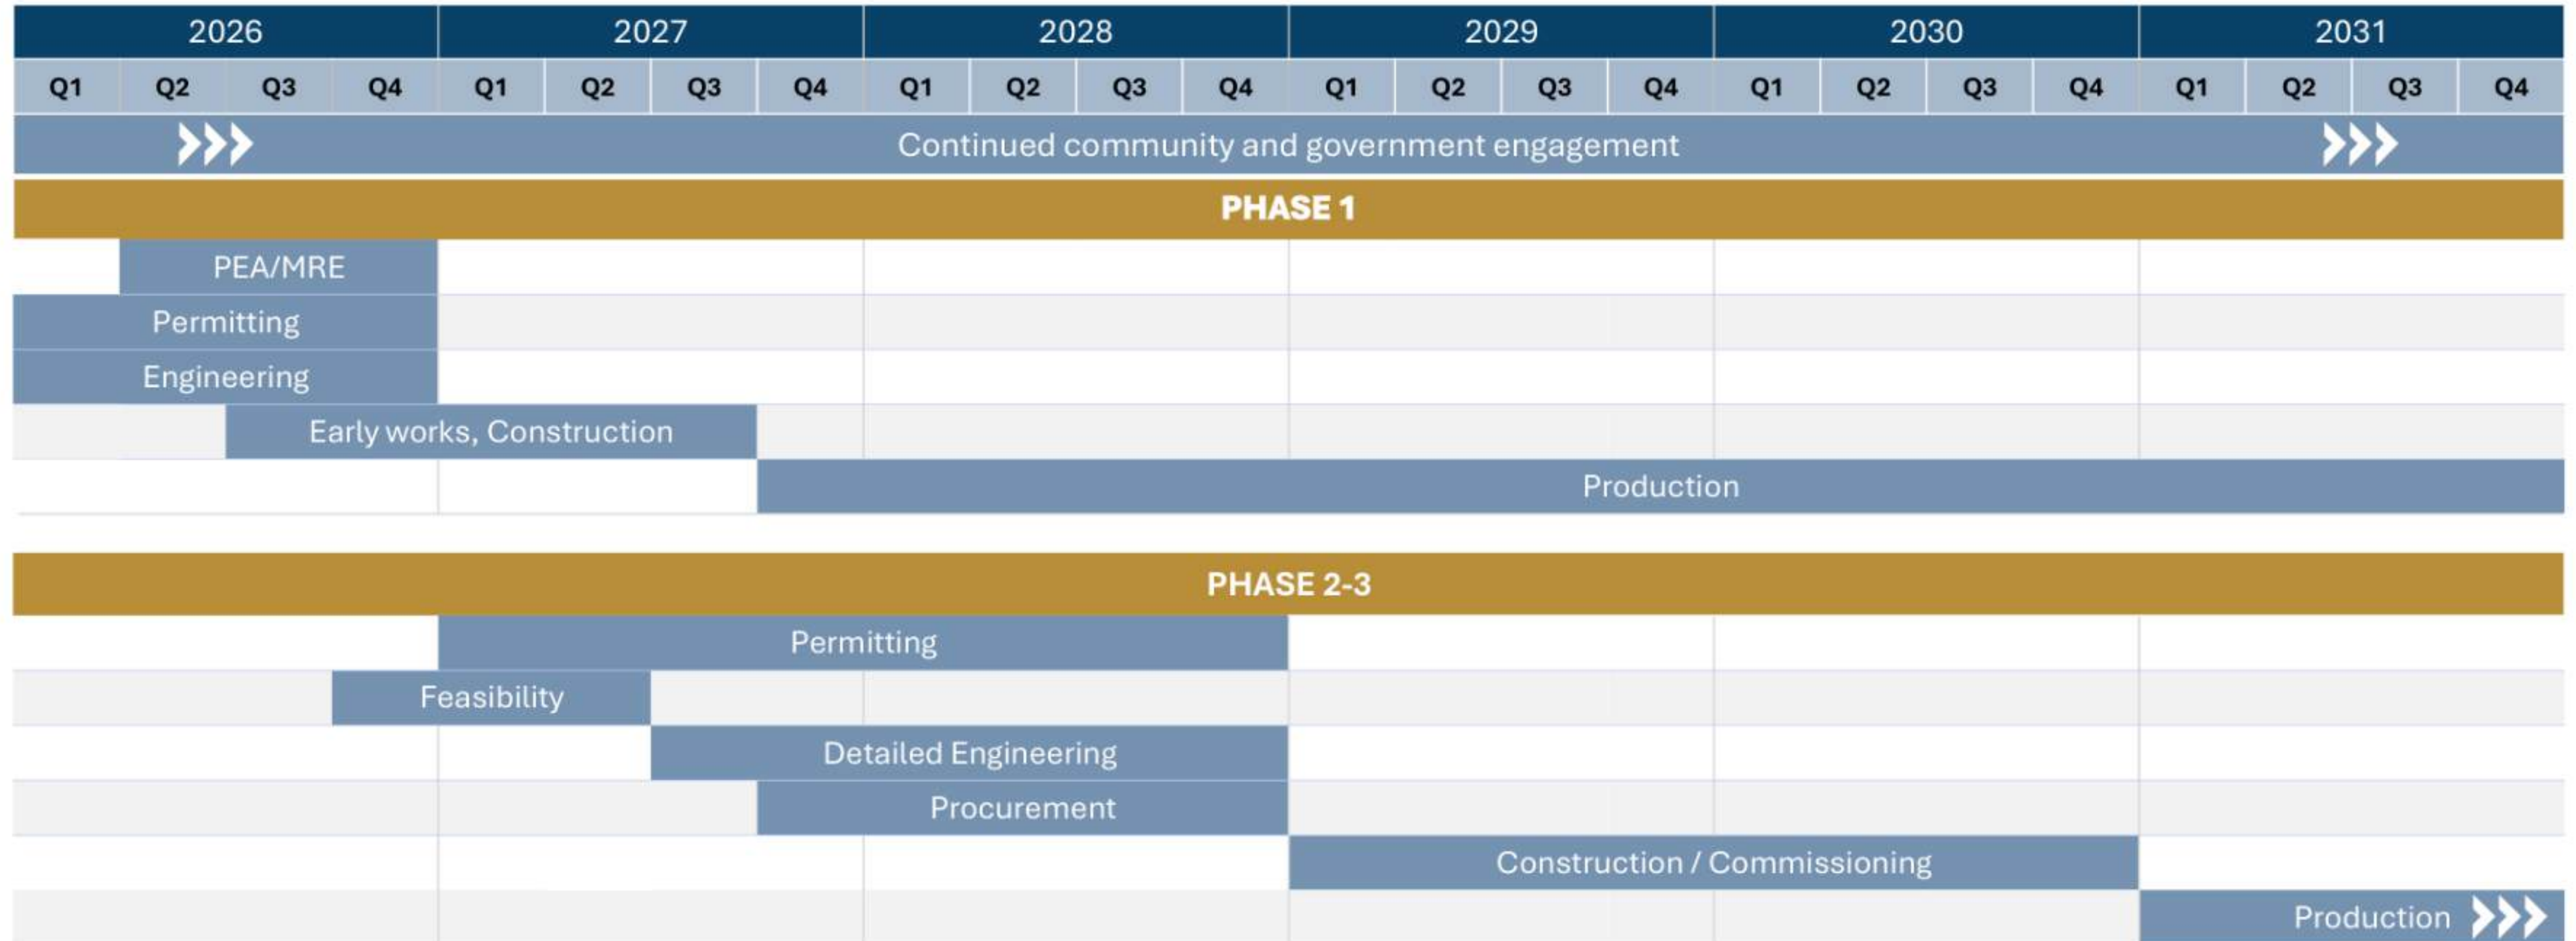 2026 2027 2028 2029 2030 2031
Q1 Q2 Q3 Q4 Q1 Q2 Q3 Q4 Q1 Q2 Q3 Q4 Q1 Q2 Q3 Q4 Q1 Q2 Q3 Q4 Q1 Q2 Q3 Q4
Continued community and government engagement
PHASE 1
PEA/MRE
Permitting
Engineering
Early works, Construction
Production
PHASE 2-3
Permitting
Feasibility
Detailed Engineering
Procurement
Construction / Commissioning
Production